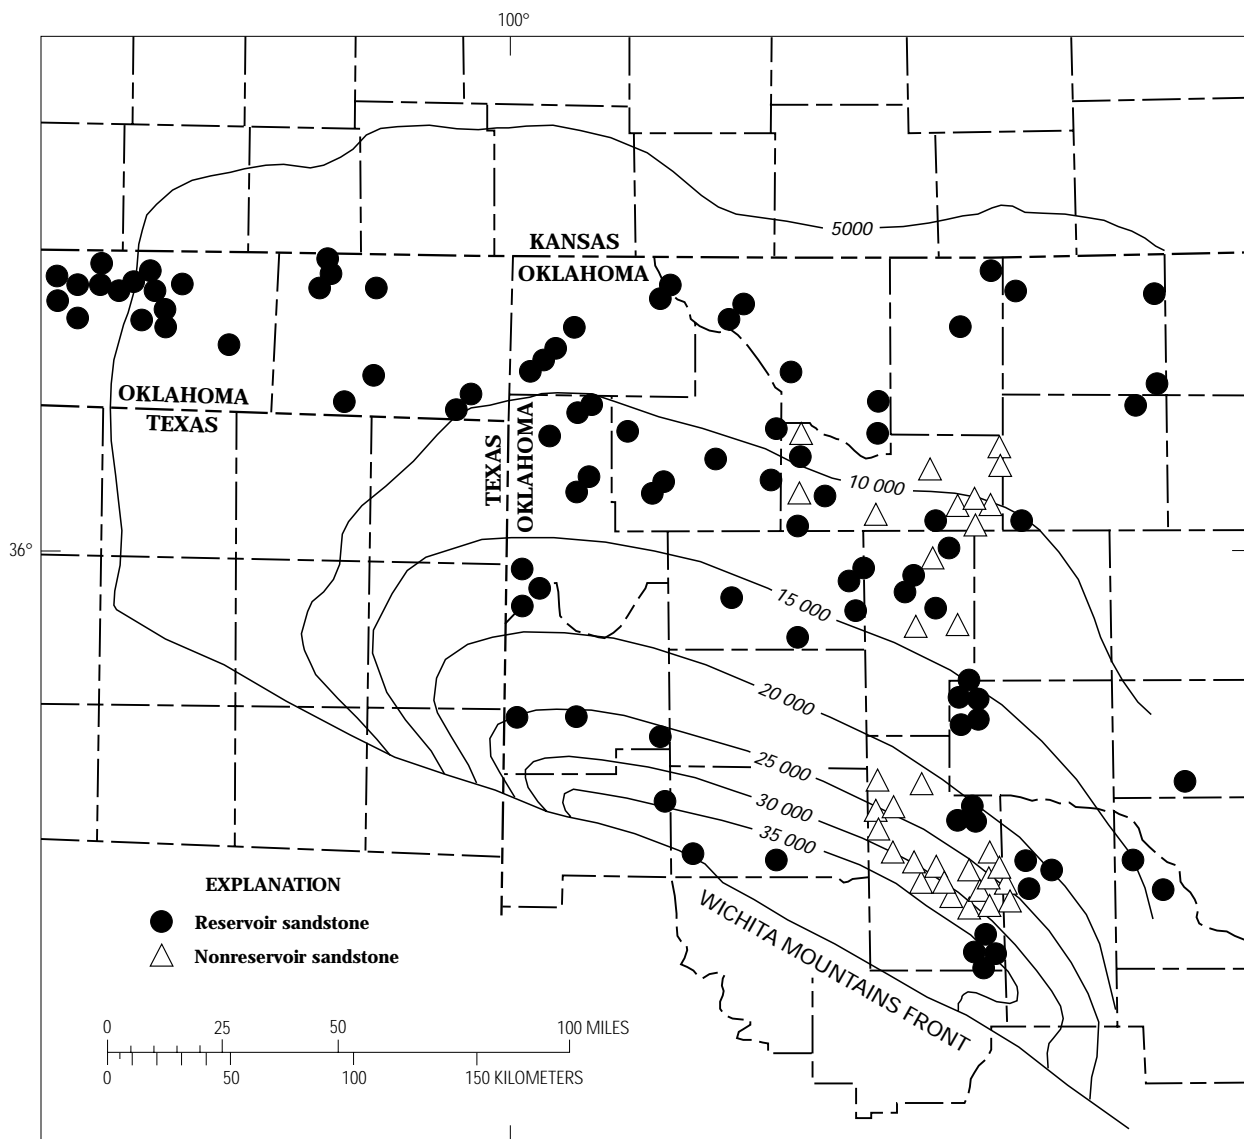 100°
5000
KANSAS
OKLAHOMA
OKLAHOMA
TEXAS
TEXAS
OKLAHOMA
10 000
36°
15 000
20 000
25 000
30 000
35 000
WICHITA MOUNTAINS FRONT
EXPLANATION
Reservoir sandstone
Nonreservoir sandstone
0 25 50 100 MILES
0 50 100 150 KILOMETERS